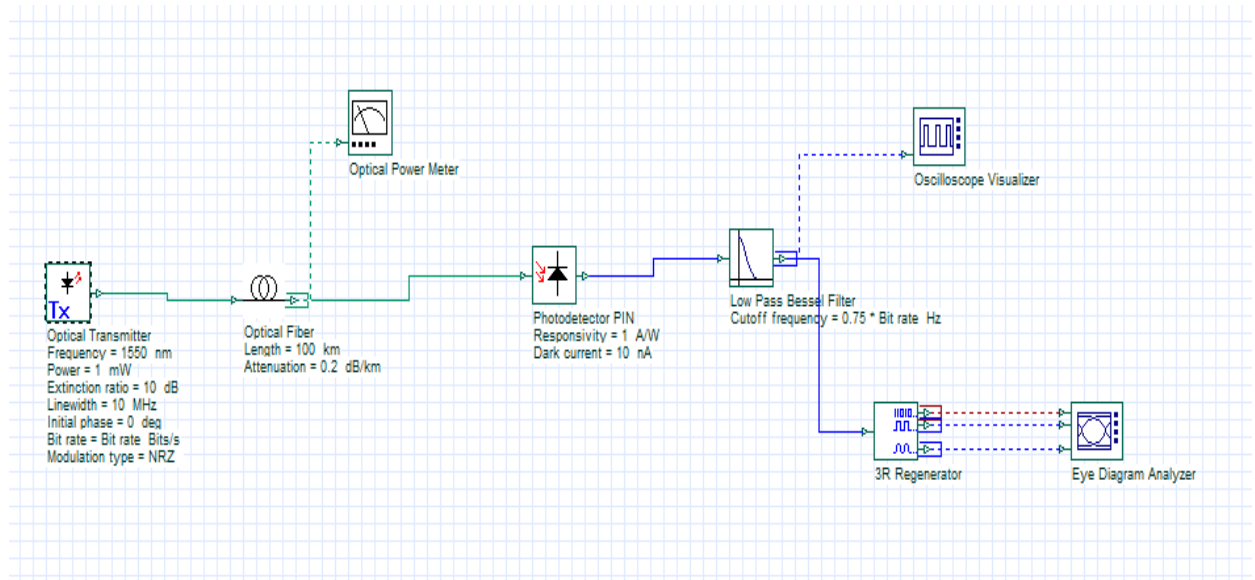 Optical Power Meter
Oscilloscope Visualizer
Tx
Optical Transmitter
Frequency = 1550 nm
Power = 1 mW
Extinction ratio = 10 dB
Linewidth = 10 MHz
Initial phase = 0 deg
Bit rate = Bit rate Bits/s
Modulation type = NRZ
Optical Fiber
Length = 100 km
Attenuation = 0.2 dB/km
Photodetector PIN
Responsivity = 1 A/W
Dark current = 10 nA
Low Pass Bessel Filter
Cutoff frequency = 0.75 * Bit rate Hz
3R Regenerator
Eye Diagram Analyzer